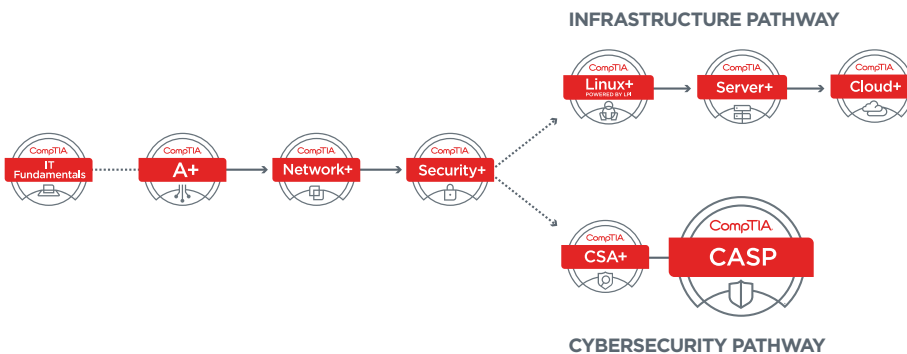 INFRASTRUCTURE PATHWAY
CompTIA
Linux+
POWERED BY LPI
CompTIA
Server+
CompTIA
Cloud+
CompTIA
IT
Fundamentals
CompTIA
A+
CompTIA
Network+
CompTIA
Security+
CompTIA
CSA+
CompTIA.
CASP
CYBERSECURITY PATHWAY